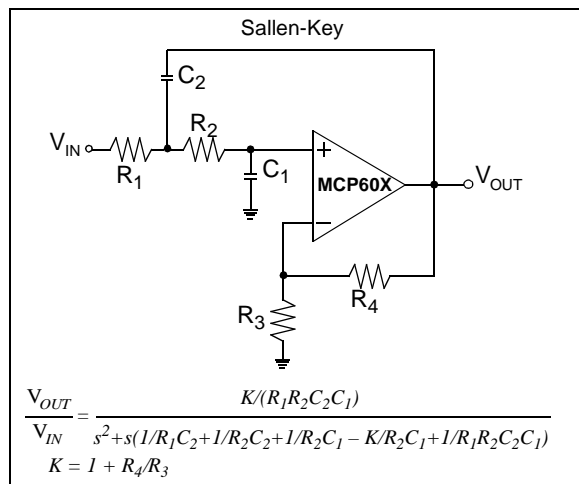 Sallen-Key
C2
R2
VIN
R1
C1
+
MCP60X
VOUT
−
R4
R3
VOUT/VIN = K/(R1R2C2C1) / s²+s(1/R1C2+1/R2C2+1/R2C1 – K/R2C1+1/R1R2C2C1)
K = 1 + R4/R3